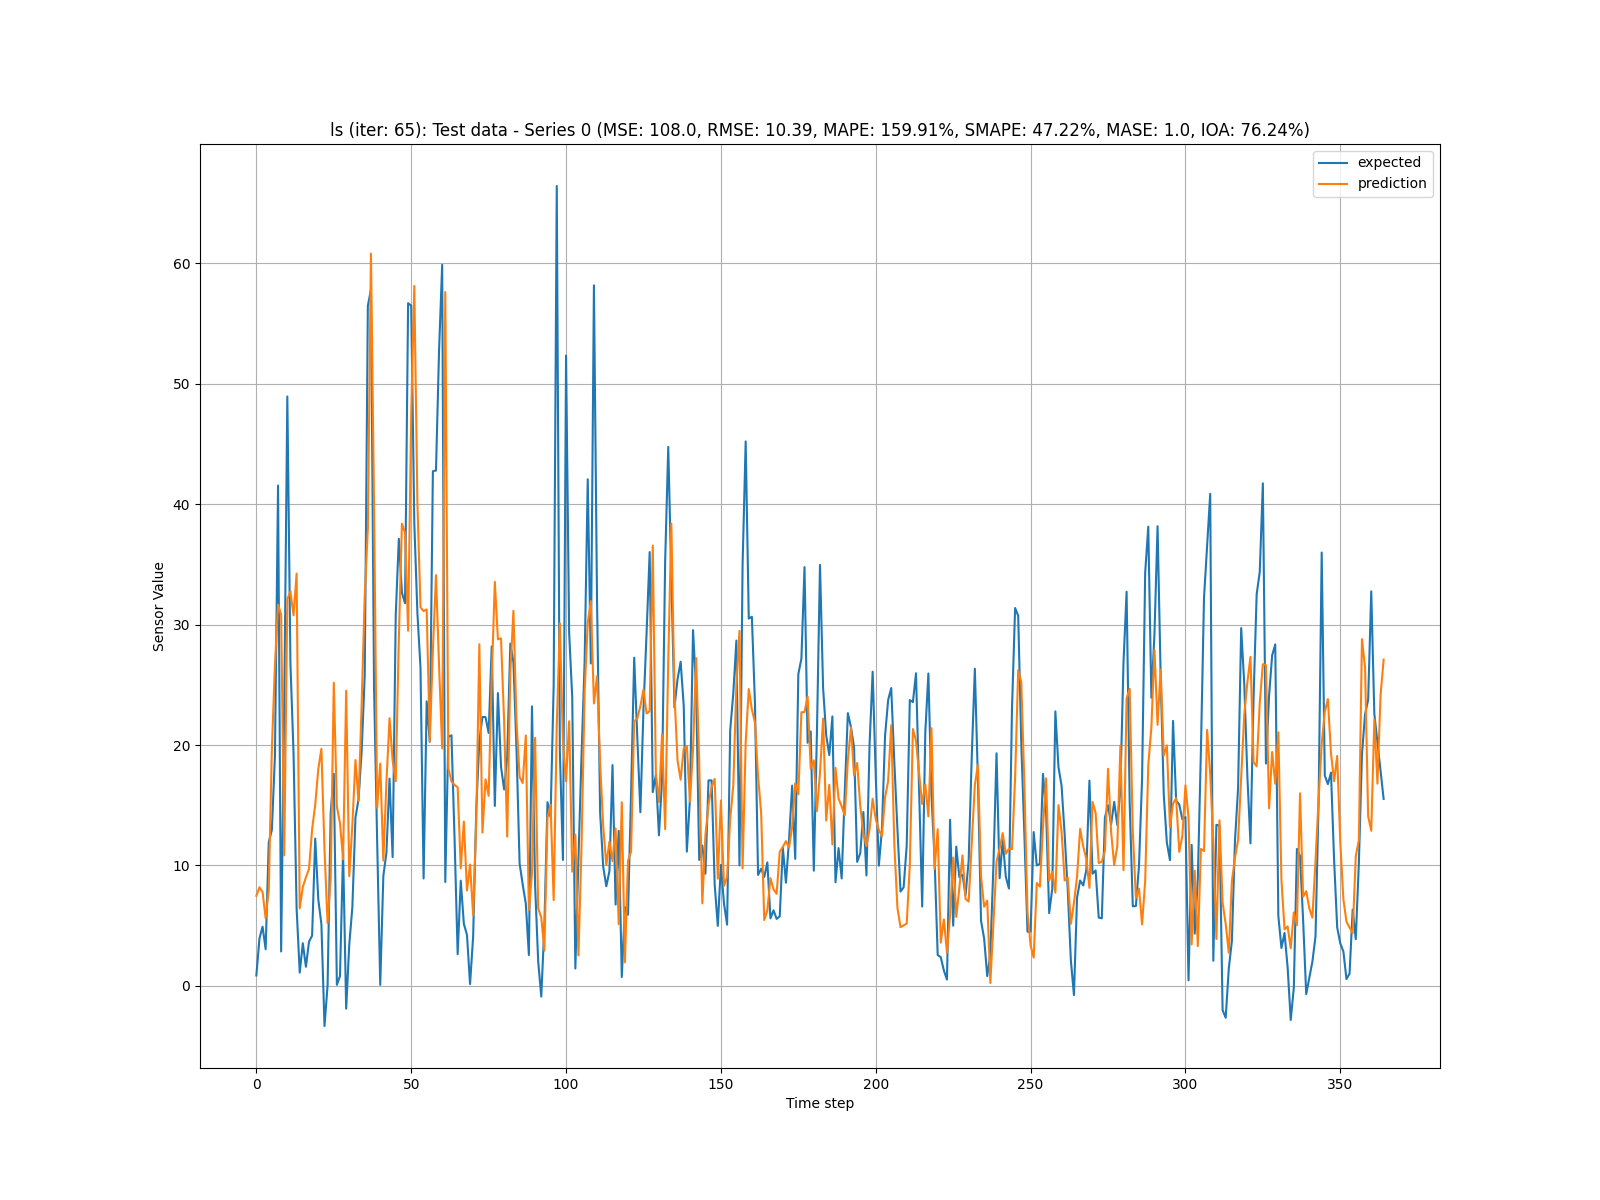 ls (iter: 65): Test data - Series 0 (MSE: 108.0, RMSE: 10.39, MAPE: 159.91%, SMAPE: 47.22%, MASE: 1.0, IOA: 76.24%)
expected
prediction
60
50
40
30
20
10
0
Sensor Value
0 50 100 150 200 250 300 350
Time step